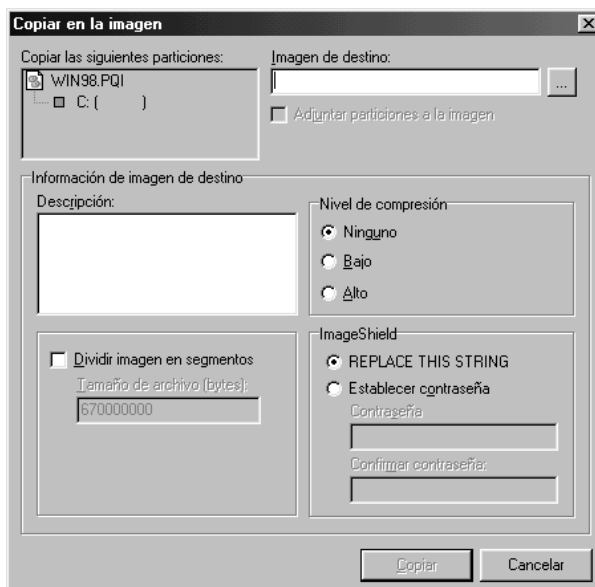 Copiar en la imagen
Copiar las siguientes particiones:
WIN98.PQI
C: ( )
Imagen de destino:
...
Adjuntar particiones a la imagen
Información de imagen de destino
Descripción:
Nivel de compresión
Ninguno
Bajo
Alto
Dividir imagen en segmentos
Tamaño de archivo (bytes):
670000000
ImageShield
REPLACE THIS STRING
Establecer contraseña
Contraseña
Confirmar contraseña:
Copiar
Cancelar